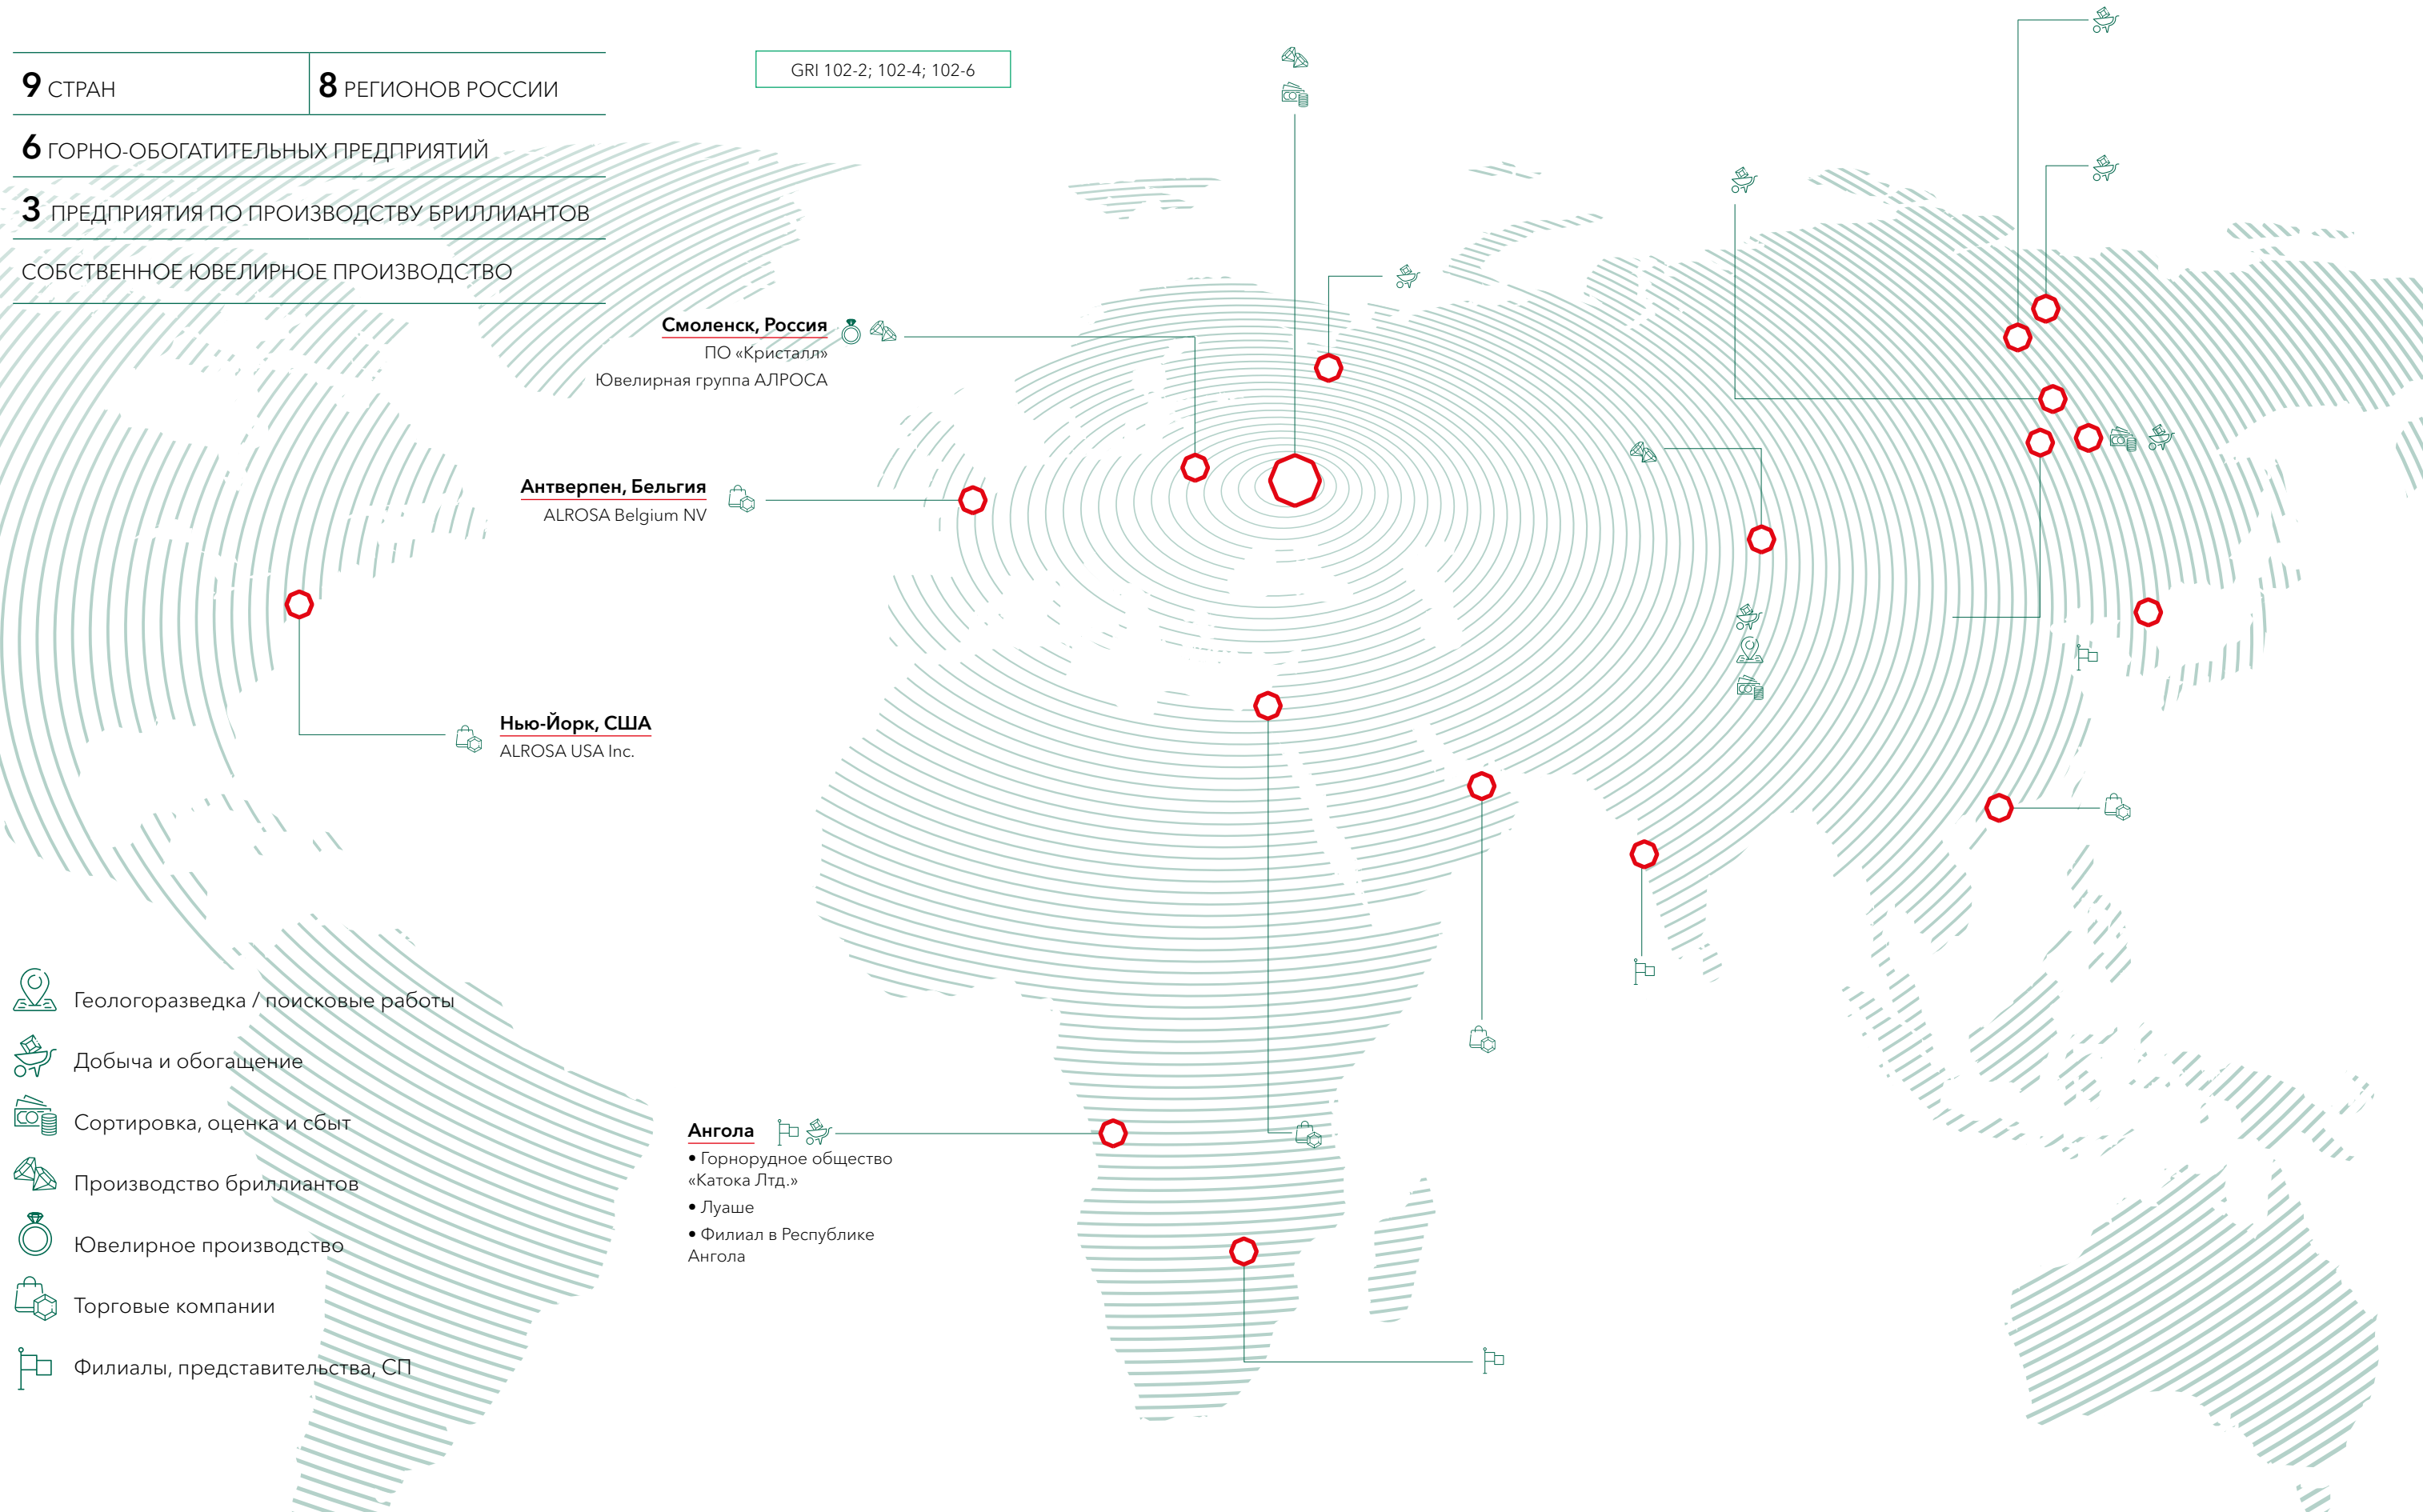 9 СТРАН
8 РЕГИОНОВ РОССИИ
6 ГОРНО-ОБОГАТИТЕЛЬНЫХ ПРЕДПРИЯТИЙ
3 ПРЕДПРИЯТИЯ ПО ПРОИЗВОДСТВУ БРИЛЛИАНТОВ
СОБСТВЕННОЕ ЮВЕЛИРНОЕ ПРОИЗВОДСТВО
GRI 102-2; 102-4; 102-6
Смоленск, Россия
ПО «Кристалл»
Ювелирная группа АЛРОСА
Антверпен, Бельгия
ALROSA Belgium NV
Нью-Йорк, США
ALROSA USA Inc.
Ангола
• Горнорудное общество
«Катока Лтд.»
• Луаше
• Филиал в Республике
Ангола
Геологоразведка / поисковые работы
Добыча и обогащение
Сортировка, оценка и сбыт
Производство бриллиантов
Ювелирное производство
Торговые компании
Филиалы, представительства, СП